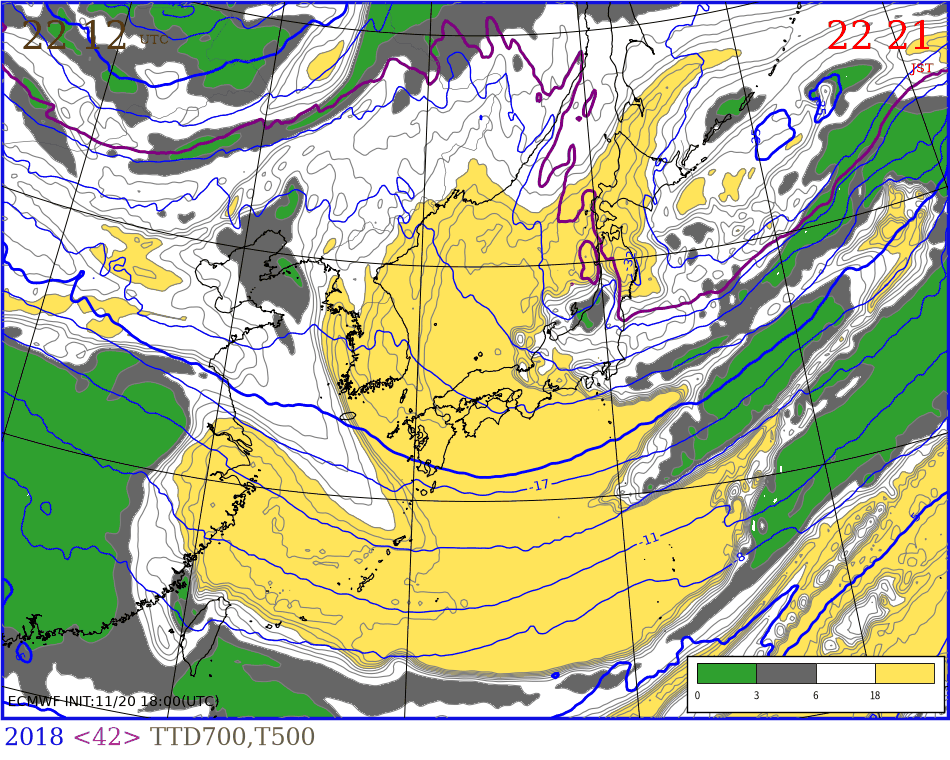 22 12 UTC
22 21
JST
-17
-11
-8
0 3 6 18
ECMWF INIT:11/20 18:00(UTC)
2018 <42> TTD700,T500